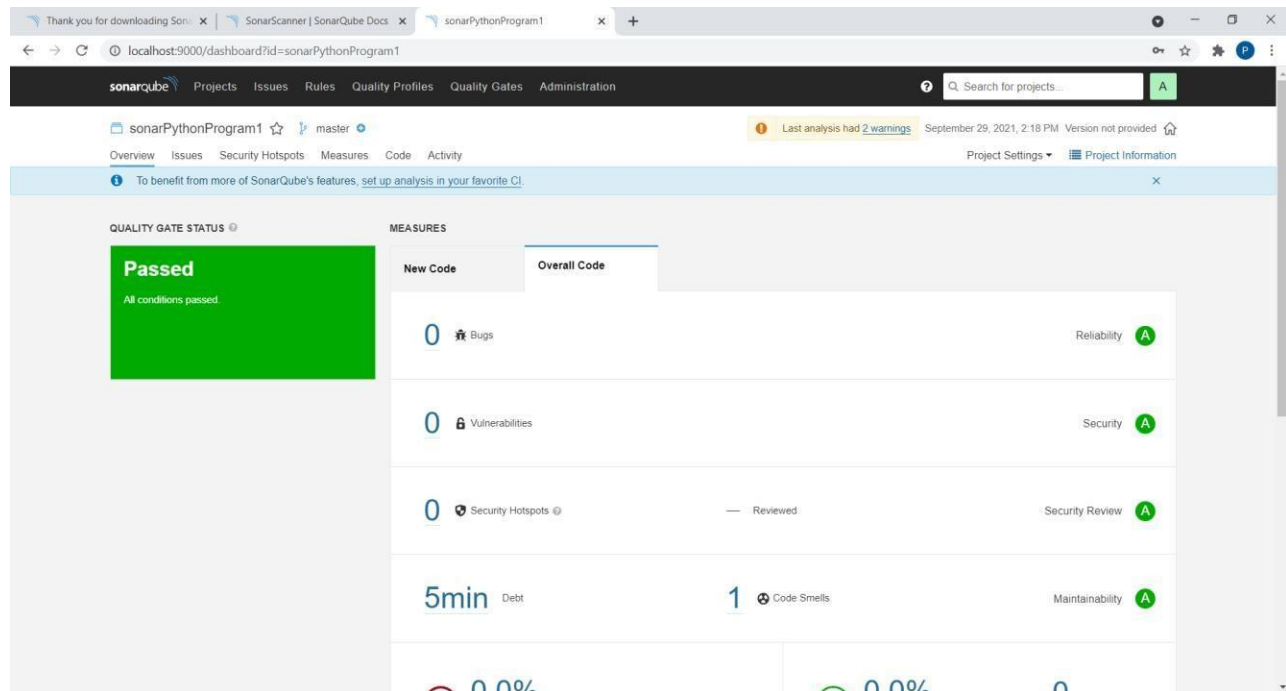 Thank you for downloading Sona
SonarScanner | SonarQube Docs
sonarPythonProgram1
localhost:9000/dashboard?id=sonarPythonProgram1
P
sonarqube Projects Issues Rules Quality Profiles Quality Gates Administration
Search for projects...
A
sonarPythonProgram1 master
Last analysis had 2 warnings September 29, 2021, 2:18 PM Version not provided
Overview Issues Security Hotspots Measures Code Activity
Project Settings Project Information
To benefit from more of SonarQube's features, set up analysis in your favorite CI.
QUALITY GATE STATUS
MEASURES
Passed
All conditions passed.
New Code Overall Code
0 Bugs Reliability A
0 Vulnerabilities Security A
0 Security Hotspots — Reviewed Security Review A
5min Debt 1 Code Smells Maintainability A
0.0% 0.0% 0